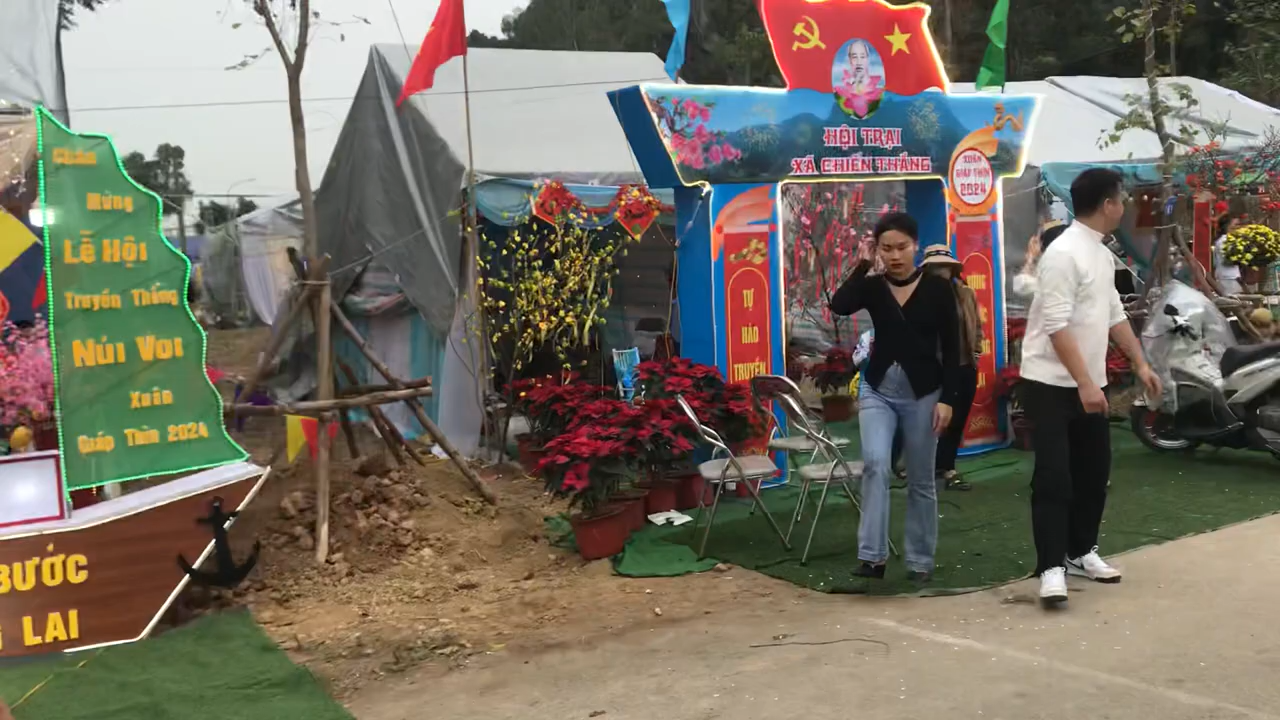 Chào
Mừng
Lễ Hội
Truyền Thống
Núi Voi
Xuân
Giáp Thìn 2024
BƯỚC
LAI
HỘI TRẠI
XÃ CHIẾN THẮNG
XUÂN
GIÁP THÌN
2024
TỰ
HÀO
TRUYỀN